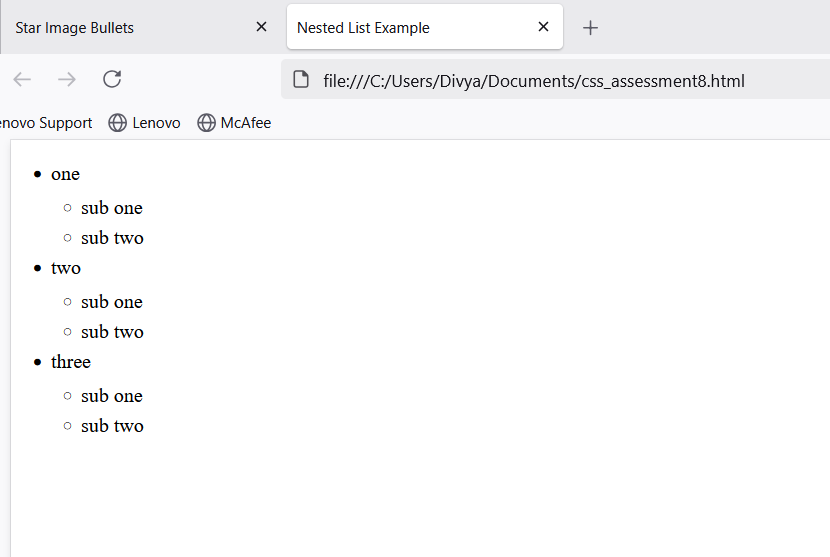 Star Image Bullets
Nested List Example
file:///C:/Users/Divya/Documents/css_assessment8.html
enovo Support
Lenovo
McAfee
one
sub one
sub two
two
sub one
sub two
three
sub one
sub two